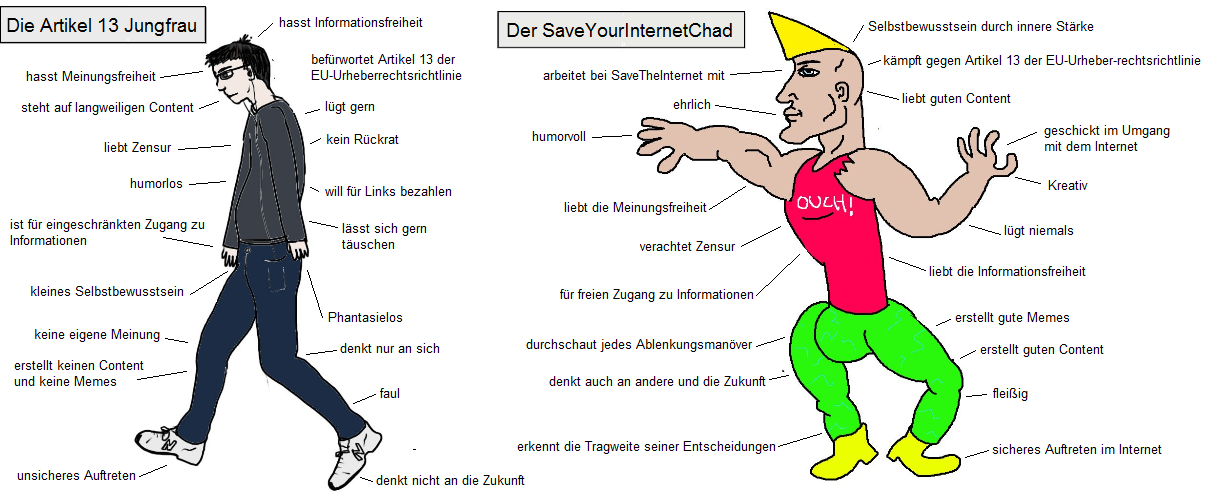 Die Artikel 13 Jungfrau
hasst Informationsfreiheit
befürwortet Artikel 13 der
EU-Urheberrechtsrichtlinie
hasst Meinungsfreiheit
steht auf langweiligen Content
lügt gern
kein Rückrat
liebt Zensur
humorlos
will für Links bezahlen
ist für eingeschränkten Zugang zu
Informationen
lässt sich gern
täuschen
kleines Selbstbewusstsein
Phantasielos
keine eigene Meinung
denkt nur an sich
erstellt keinen Content
und keine Memes
faul
unsicheres Auftreten
denkt nicht an die Zukunft
Der SaveYourInternetChad
Selbstbewusstsein durch innere Stärke
kämpft gegen Artikel 13 der EU-Urheber-rechtsrichtlinie
arbeitet bei SaveTheInternet mit
liebt guten Content
ehrlich
humorvoll
geschickt im Umgang
mit dem Internet
Kreativ
liebt die Meinungsfreiheit
OUCH!
lügt niemals
verachtet Zensur
liebt die Informationsfreiheit
für freien Zugang zu Informationen
erstellt gute Memes
durchschaut jedes Ablenkungsmanöver
erstellt guten Content
denkt auch an andere und die Zukunft
fleißig
erkennt die Tragweite seiner Entscheidungen
sicheres Auftreten im Internet